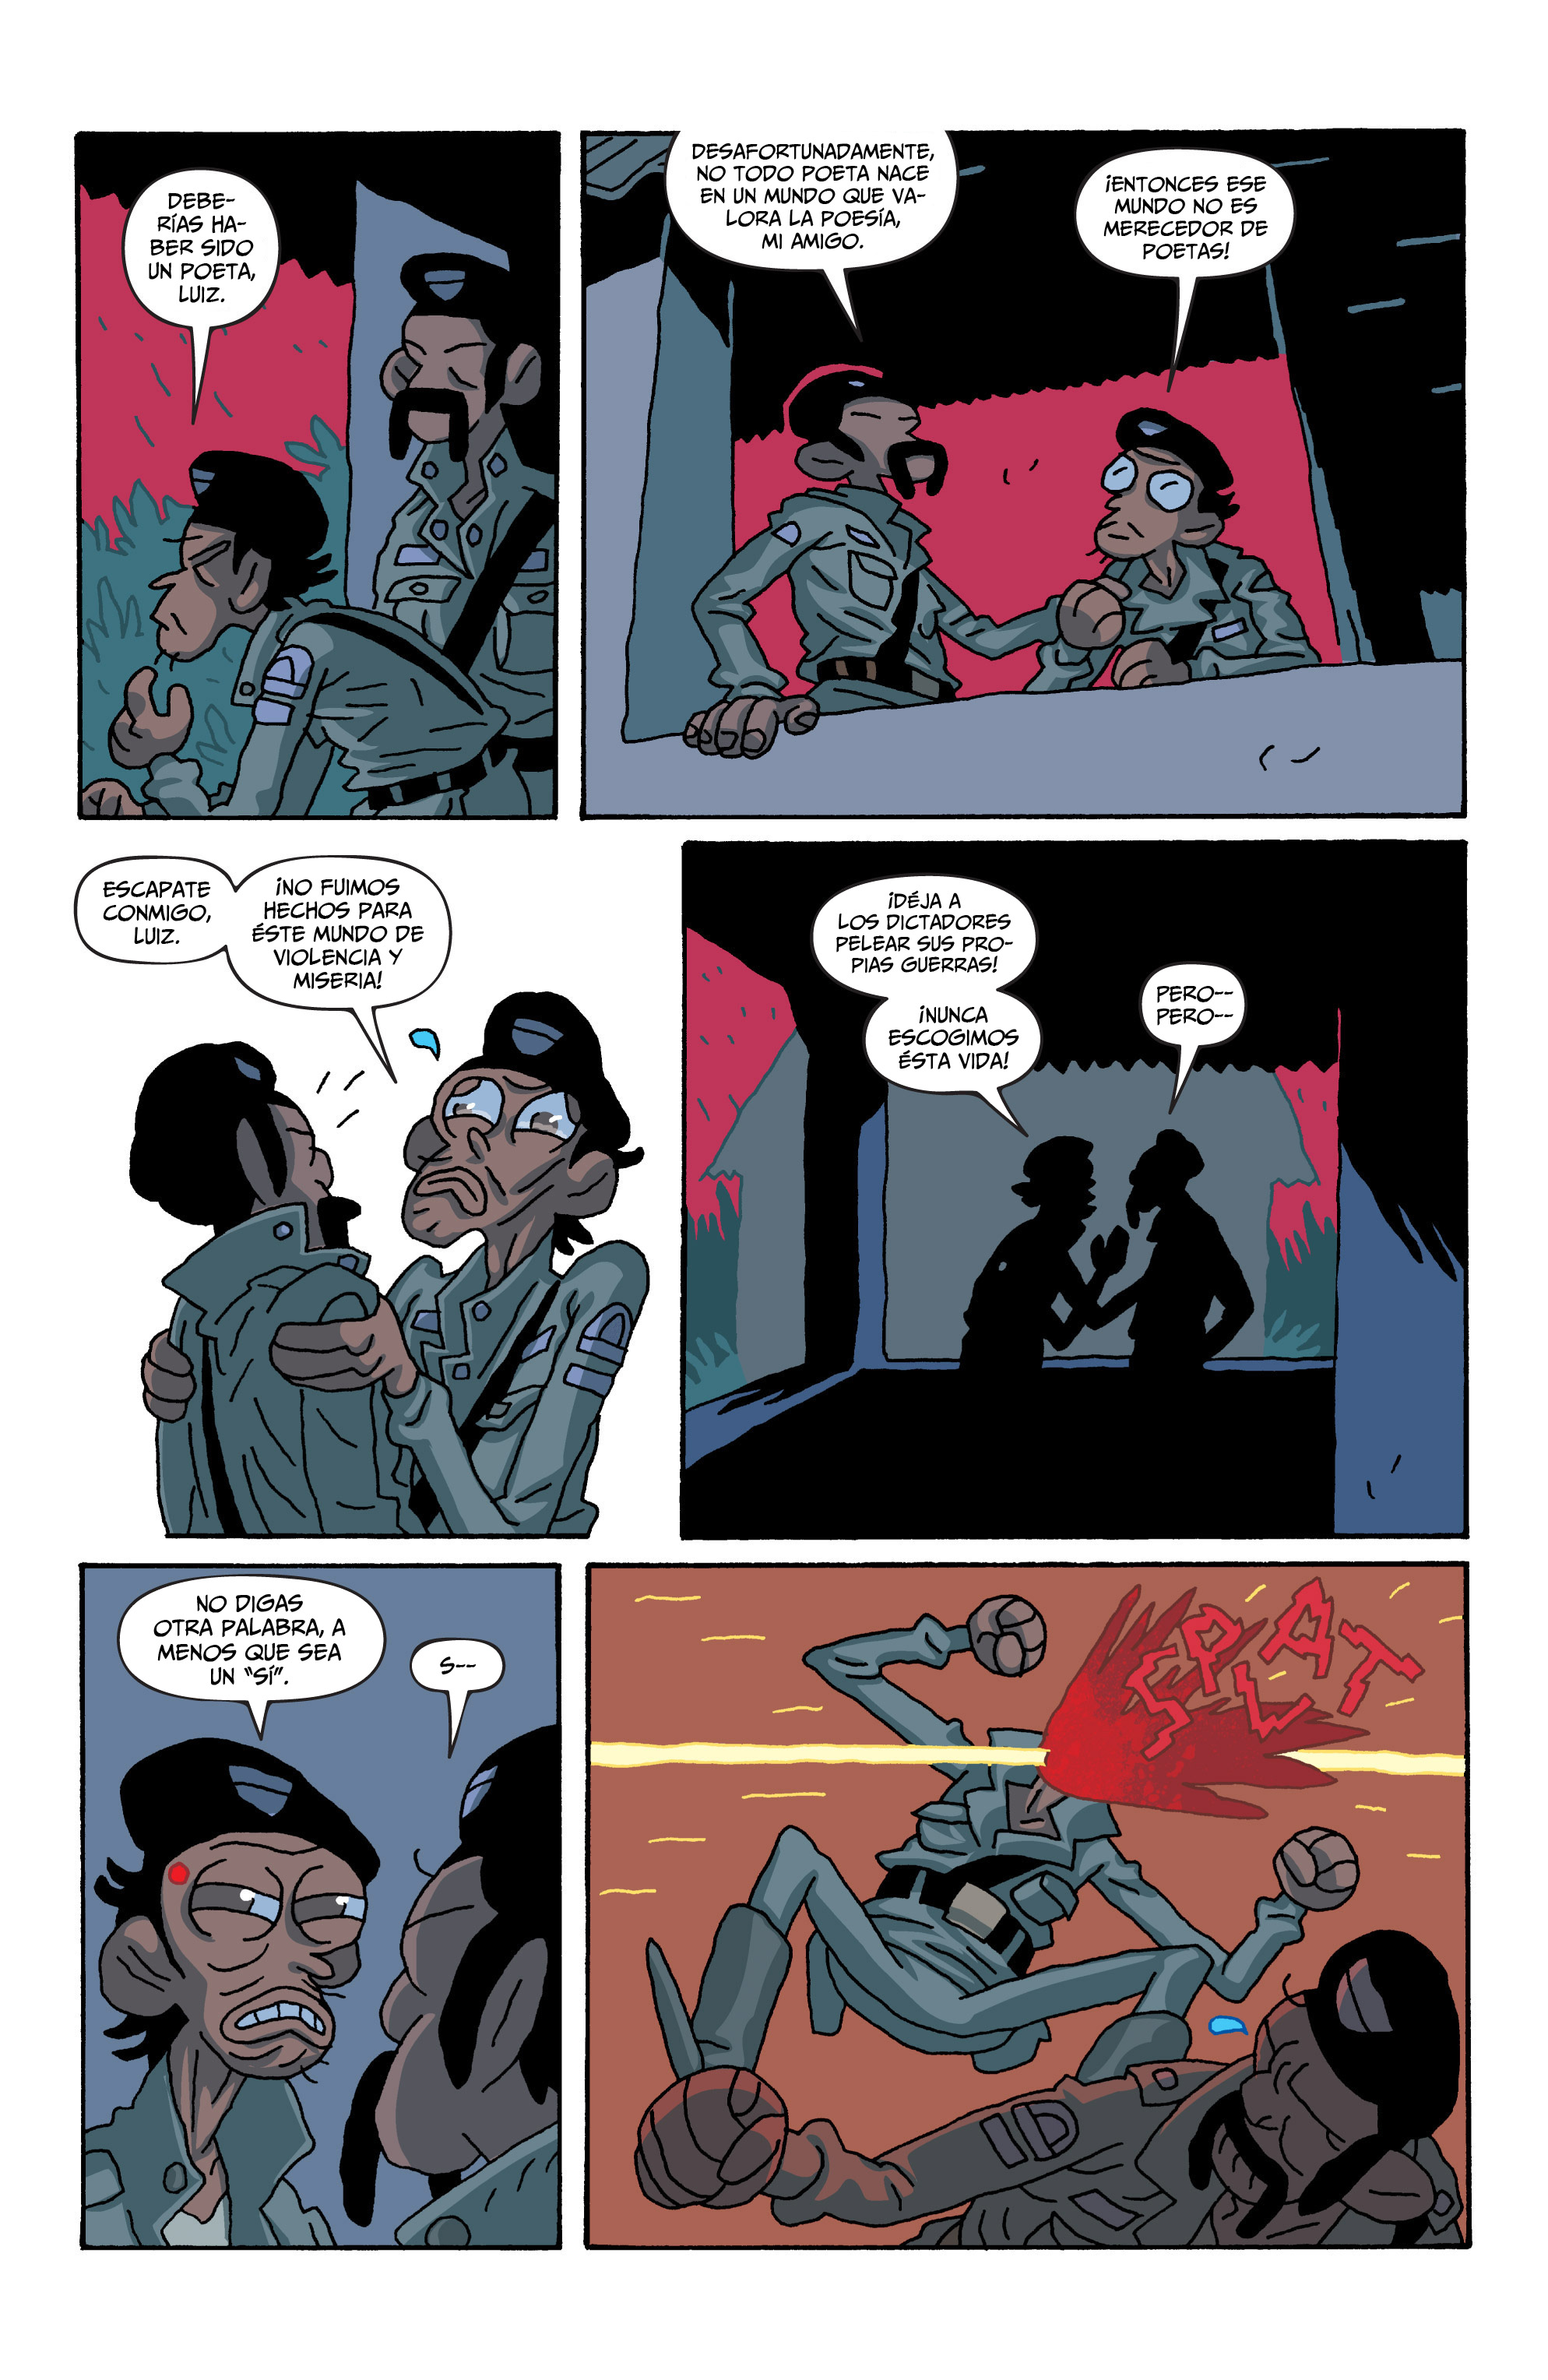 DEBE-
RÍAS HA-
BER SIDO
UN POETA,
LUIZ.
DESAFORTUNADAMENTE,
NO TODO POETA NACE
EN UN MUNDO QUE VA-
LORA LA POESÍA,
MI AMIGO.
¡ENTONCES ESE
MUNDO NO ES
MERECEDOR DE
POETAS!
ESCAPATE
CONMIGO,
LUIZ.
¡NO FUIMOS
HECHOS PARA
ÉSTE MUNDO DE
VIOLENCIA Y
MISERIA!
¡DÉJA A
LOS DICTADORES
PELEAR SUS PRO-
PIAS GUERRAS!
¡NUNCA
ESCOGIMOS
ÉSTA VIDA!
PERO--
PERO--
NO DIGAS
OTRA PALABRA, A
MENOS QUE SEA
UN "SÍ".
S--
SPLAT